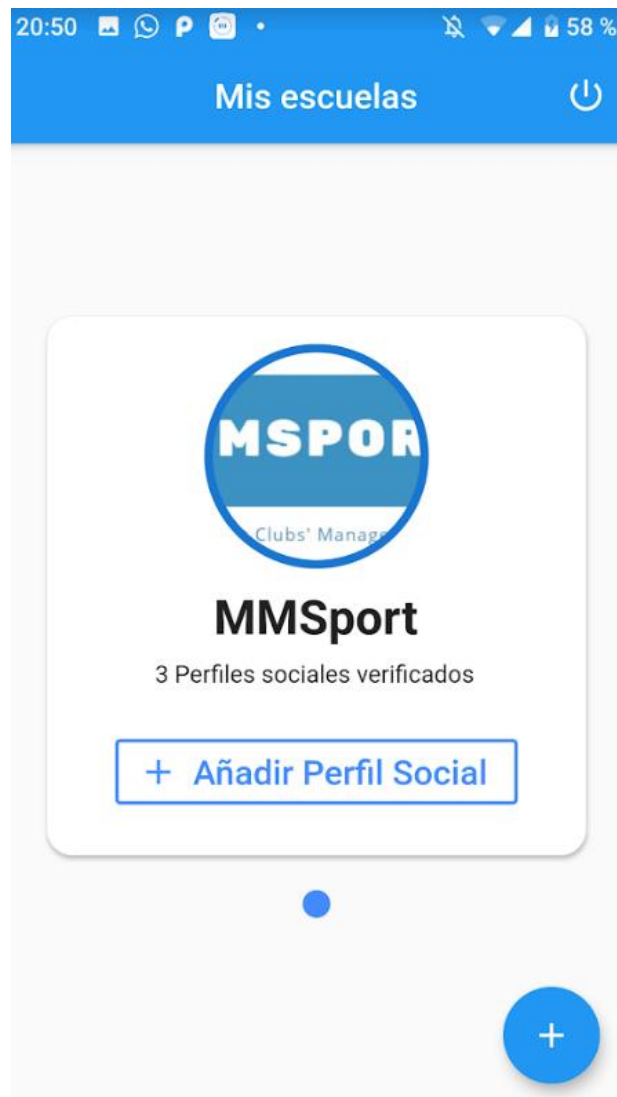 20:50 58 %
Mis escuelas
MSPOR
Clubs' Manage
MMSport
3 Perfiles sociales verificados
+ Añadir Perfil Social
+